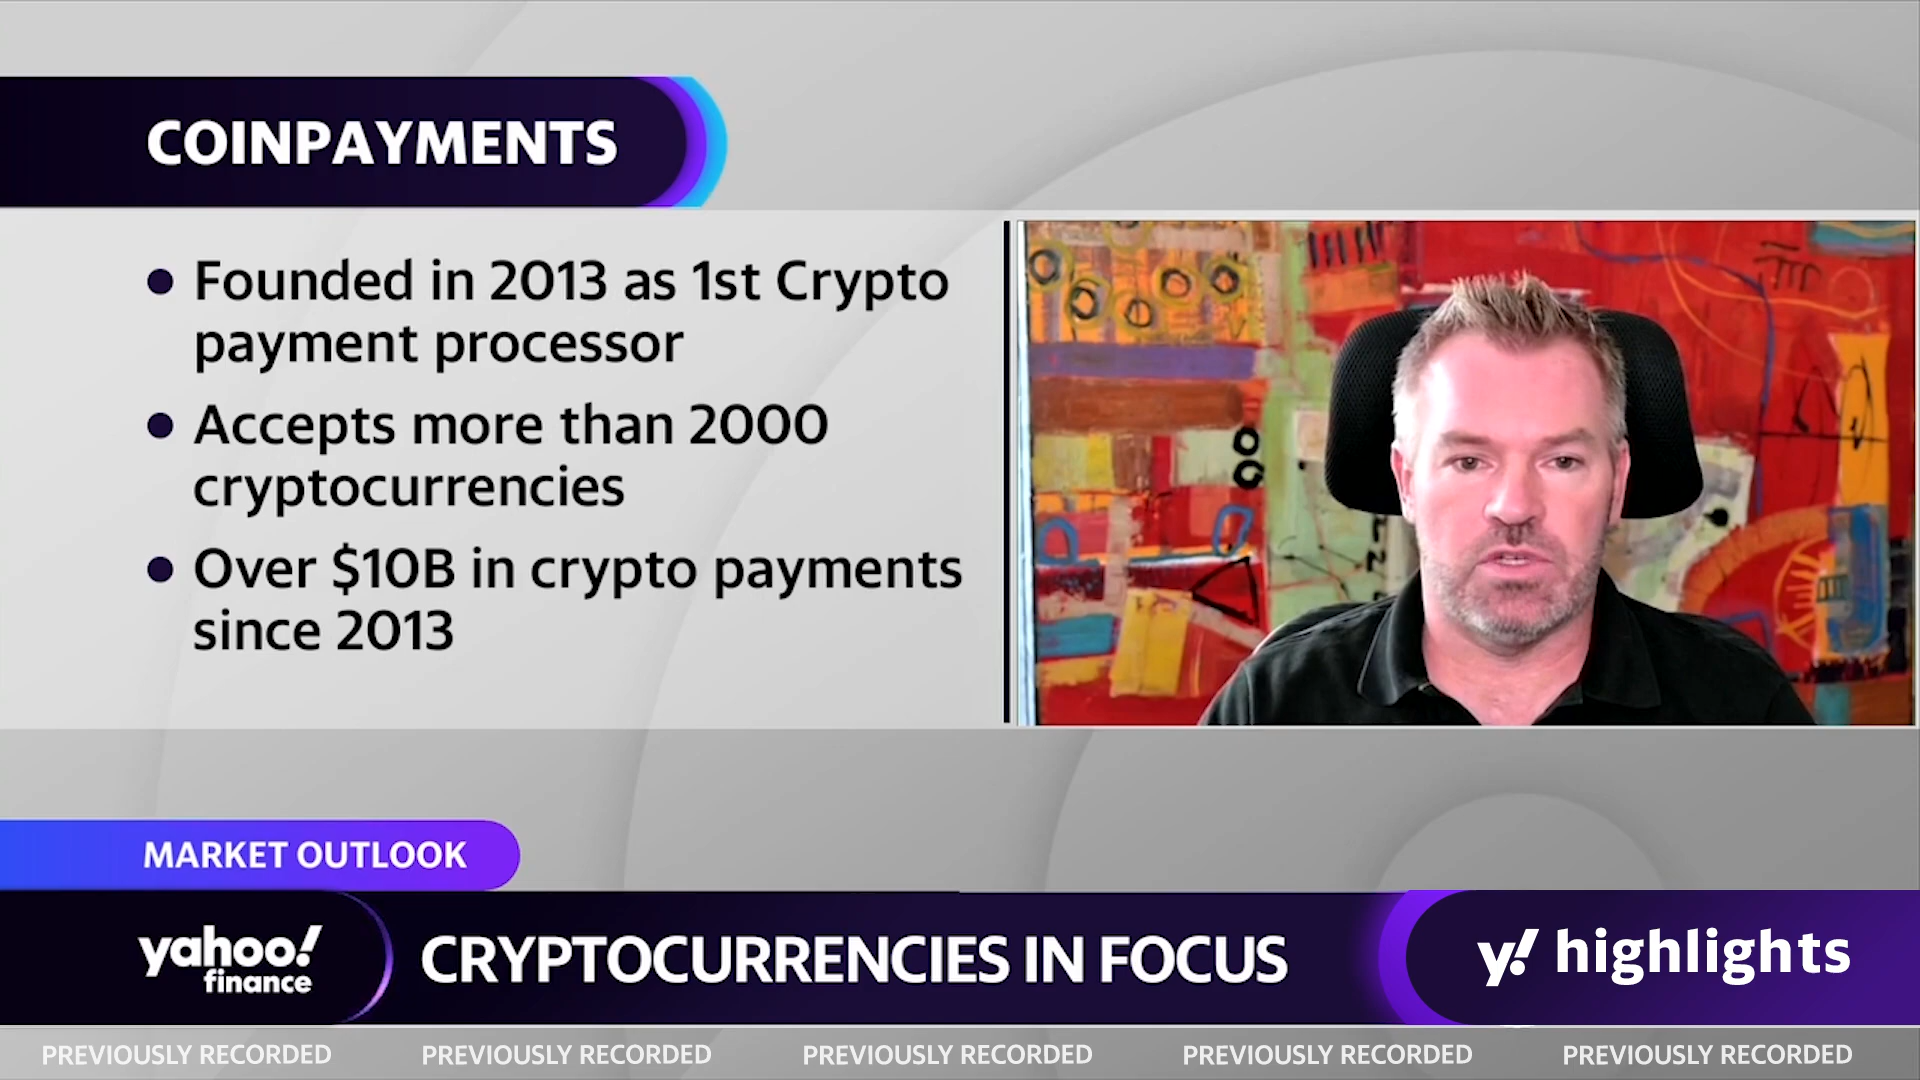 COINPAYMENTS
• Founded in 2013 as 1st Crypto
payment processor
• Accepts more than 2000
cryptocurrencies
• Over $10B in crypto payments
since 2013
MARKET OUTLOOK
yahoo!
finance
CRYPTOCURRENCIES IN FOCUS
y! highlights
PREVIOUSLY RECORDED PREVIOUSLY RECORDED PREVIOUSLY RECORDED PREVIOUSLY RECORDED PREVIOUSLY RECORDED